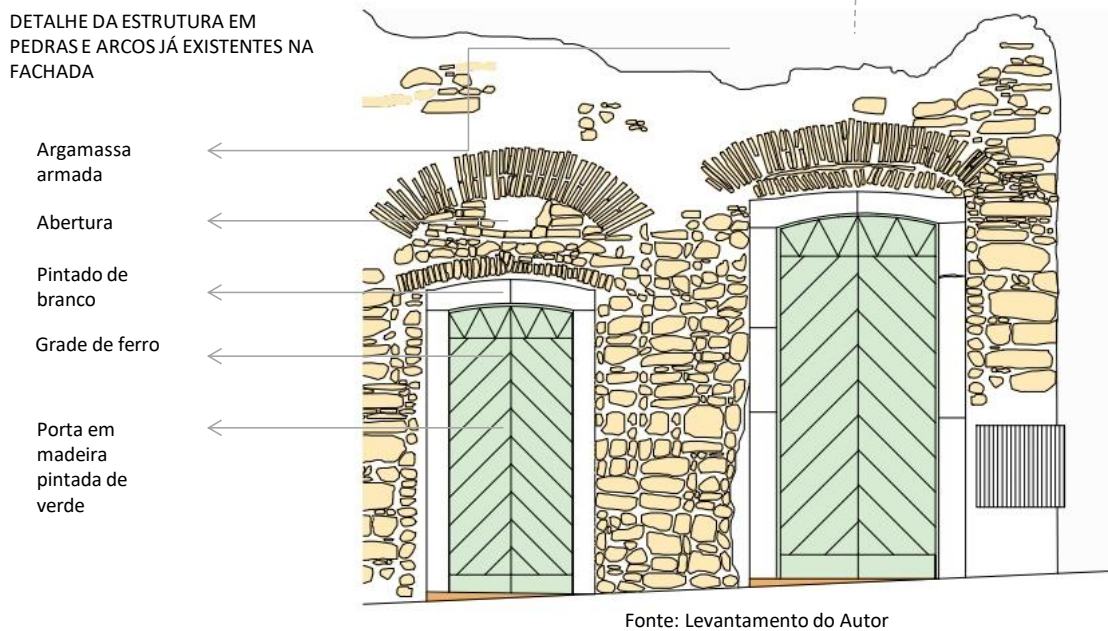 DETALHE DA ESTRUTURA EM
PEDRAS E ARCOS JÁ EXISTENTES NA
FACHADA
Argamassa
armada
Abertura
Pintado de
branco
Grade de ferro
Porta em
madeira
pintada de
verde
Fonte: Levantamento do Autor